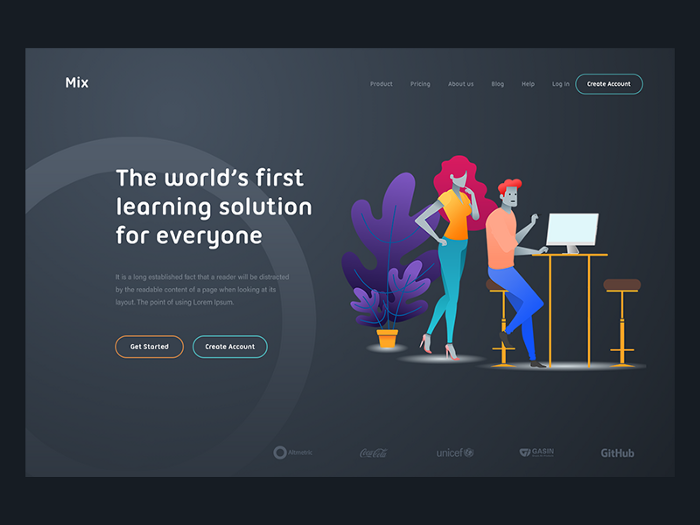 Mix
Product Pricing About us Blog Help Log In Create Account
The world's first
learning solution
for everyone
It is a long established fact that a reader will be distracted
by the readable content of a page when looking at its
layout. The point of using Lorem Ipsum.
Get Started Create Account
Coca-Cola unicef GASIN GitHub